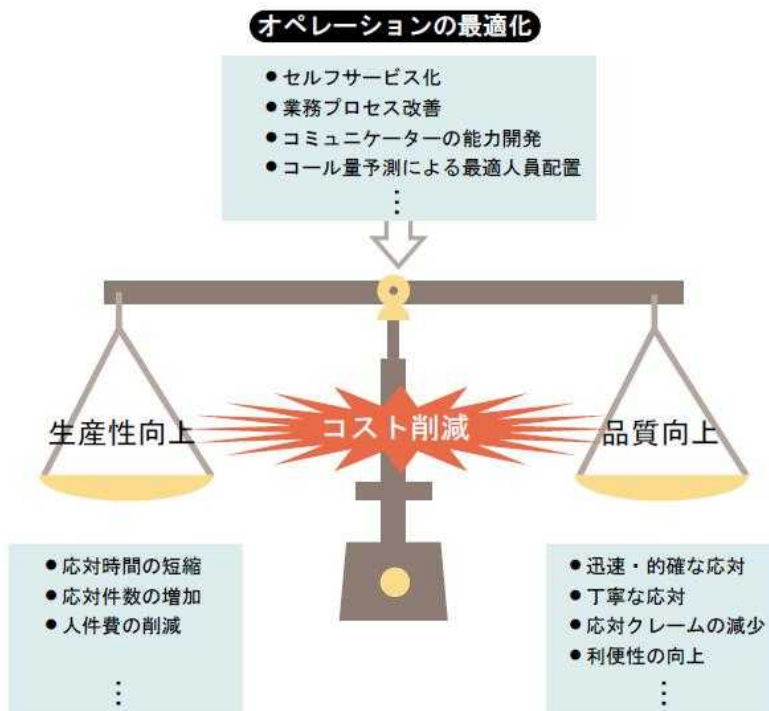 オペレーションの最適化
● セルフサービス化
● 業務プロセス改善
● コミュニケーターの能力開発
● コール量予測による最適人員配置
⋮
生産性向上
コスト削減
品質向上
● 応対時間の短縮
● 応対件数の増加
● 人件費の削減
⋮
● 迅速・的確な応対
● 丁寧な応対
● 応対クレームの減少
● 利便性の向上
⋮